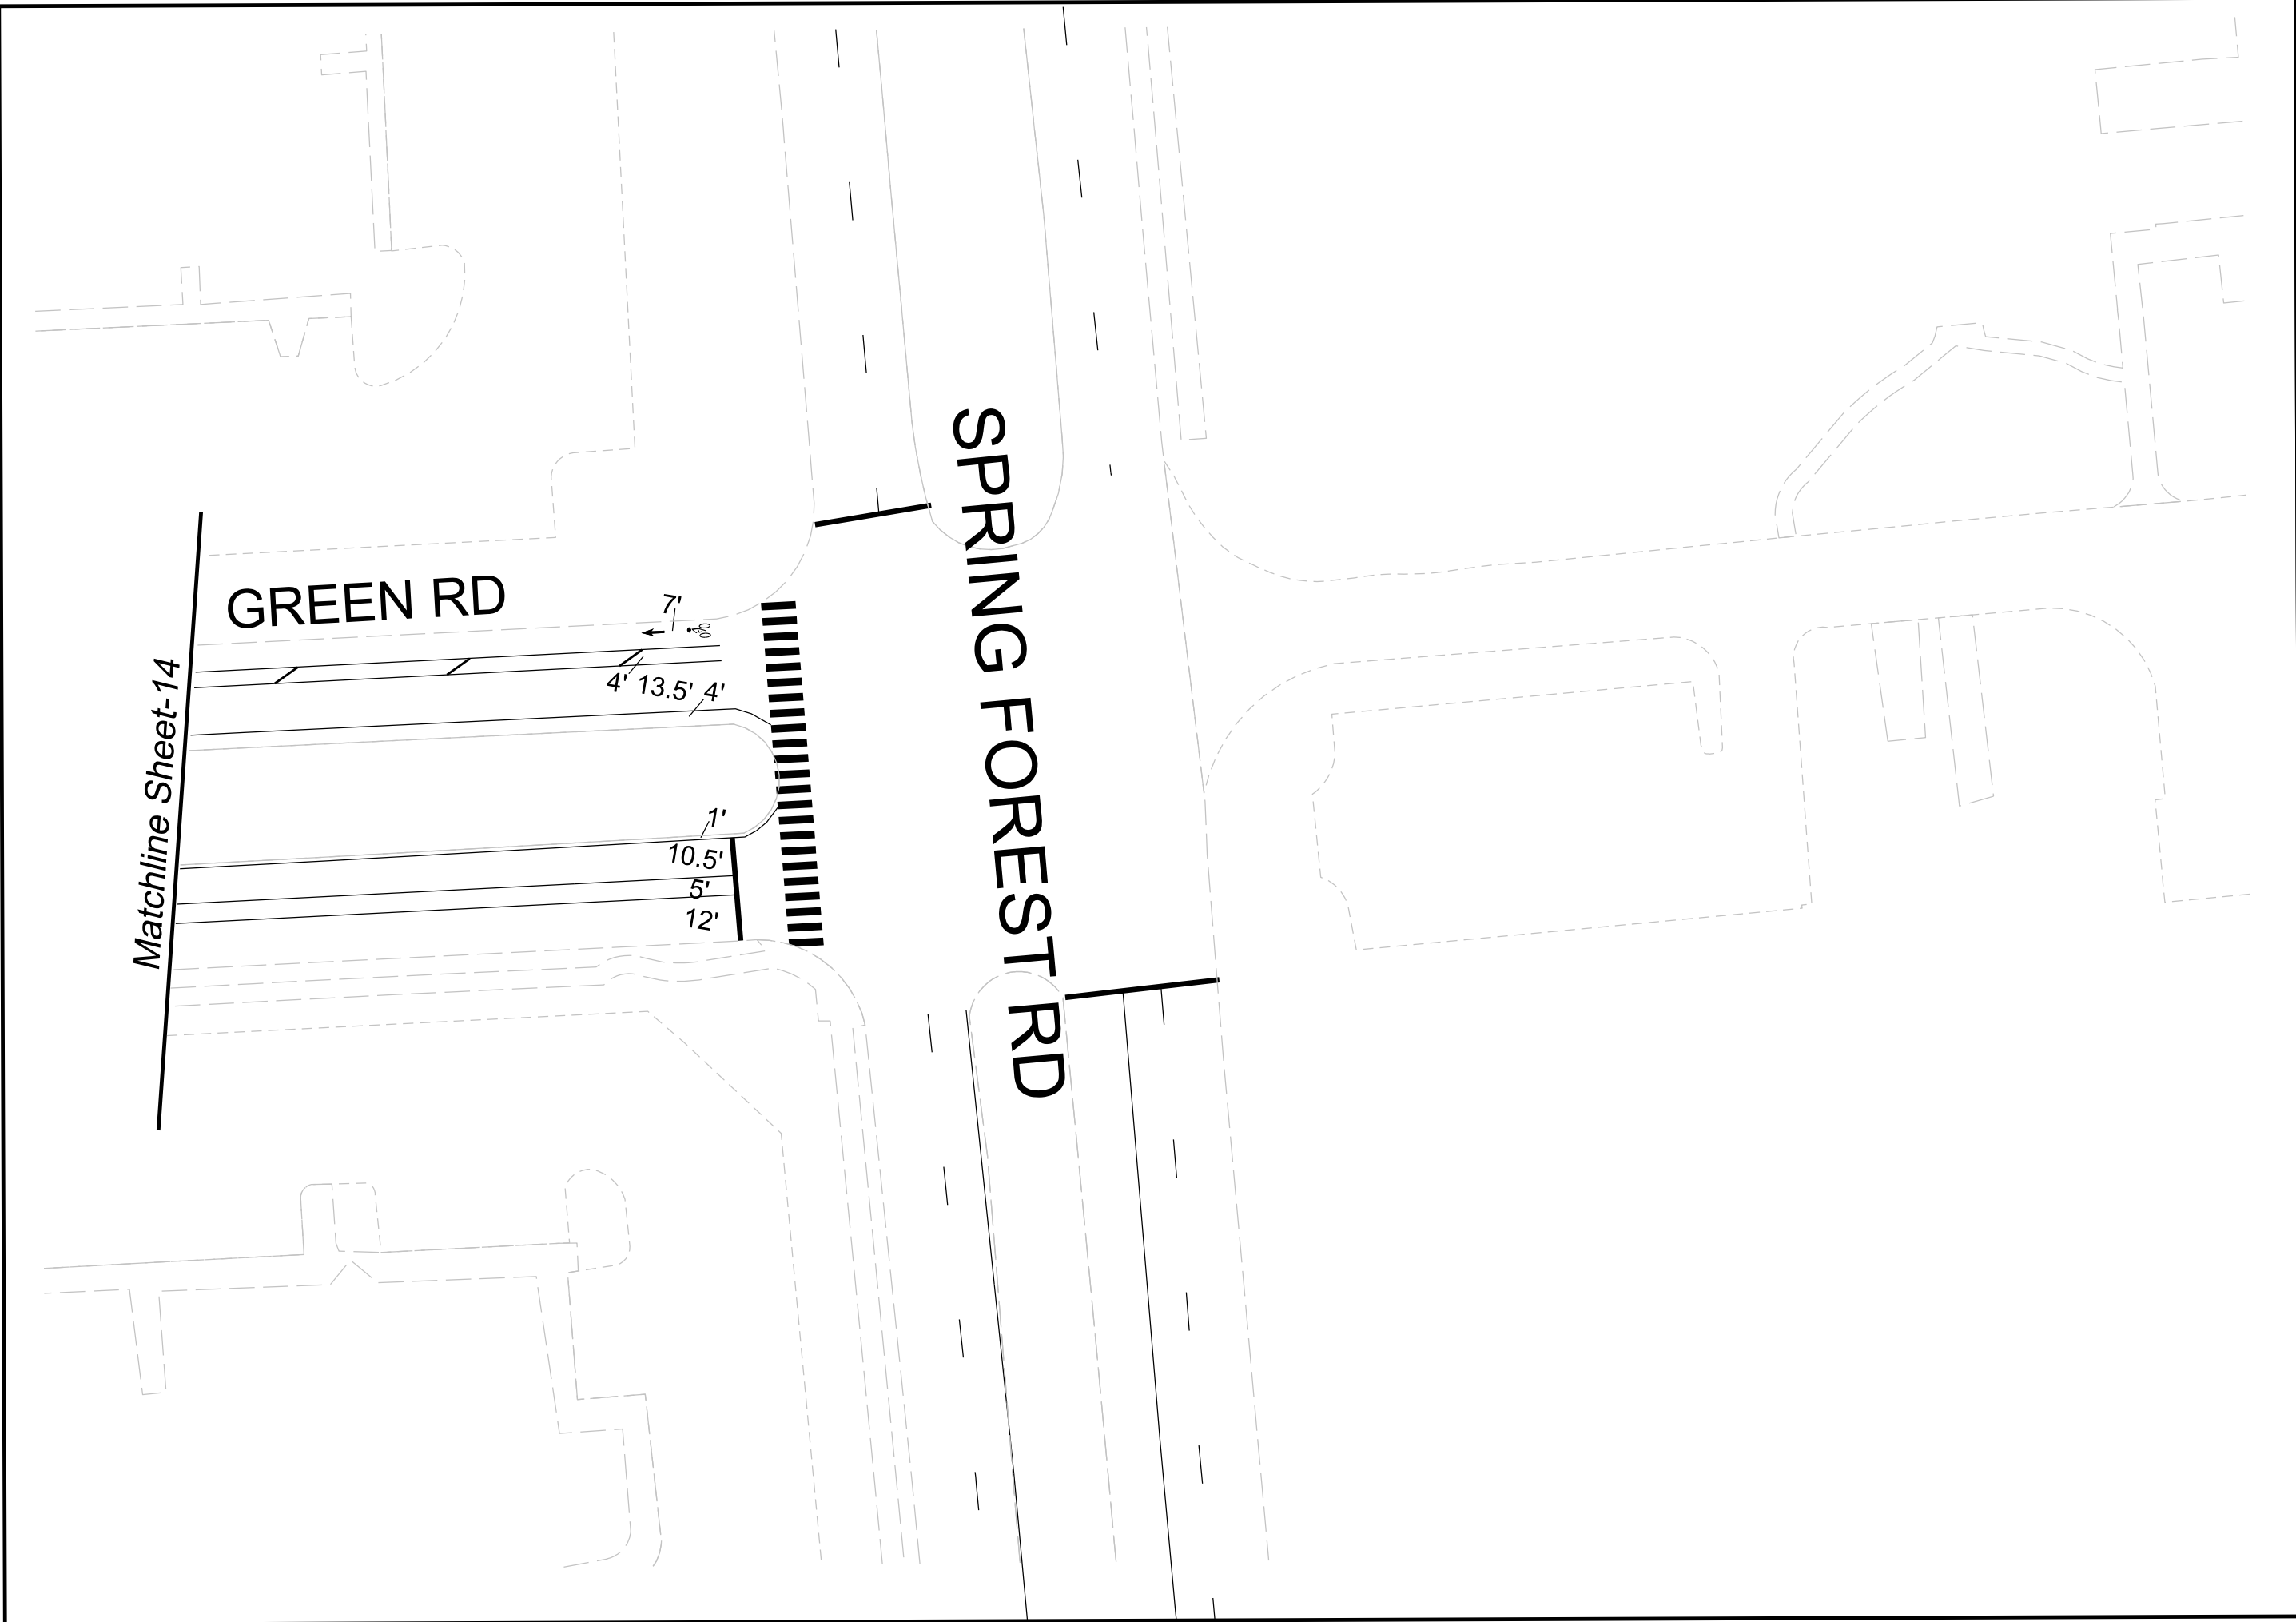 SPRING FOREST RD
GREEN RD
7'
4' 13.5' 4'
Matchline Sheet-14
1'
10.5'
5'
12'